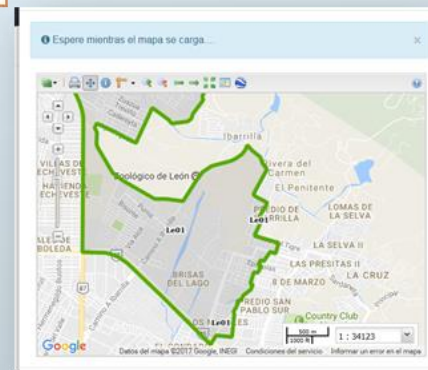 Espere mientras el mapa se carga...
Ibarrilla
VILLAS DE
ECHEVESTE
HACIENDA
ECHEVESTE
Zoológico de León
Rivera del
Carmen
El Penitente
PREDIO DE
IBARRILLA
LOMAS DE
LA SELVA
Le01
Le01
LA SELVA II
LAS PRESITAS II
LA CRUZ
8 DE MARZO
BRISAS
DEL LAGO
PREDIO SAN
PABLO SUR
Le01
Country Club
500 m
1000 ft
1 : 34123
Google
Datos del mapa ©2017 Google, INEGI
Condiciones del servicio
Informar un error en el mapa